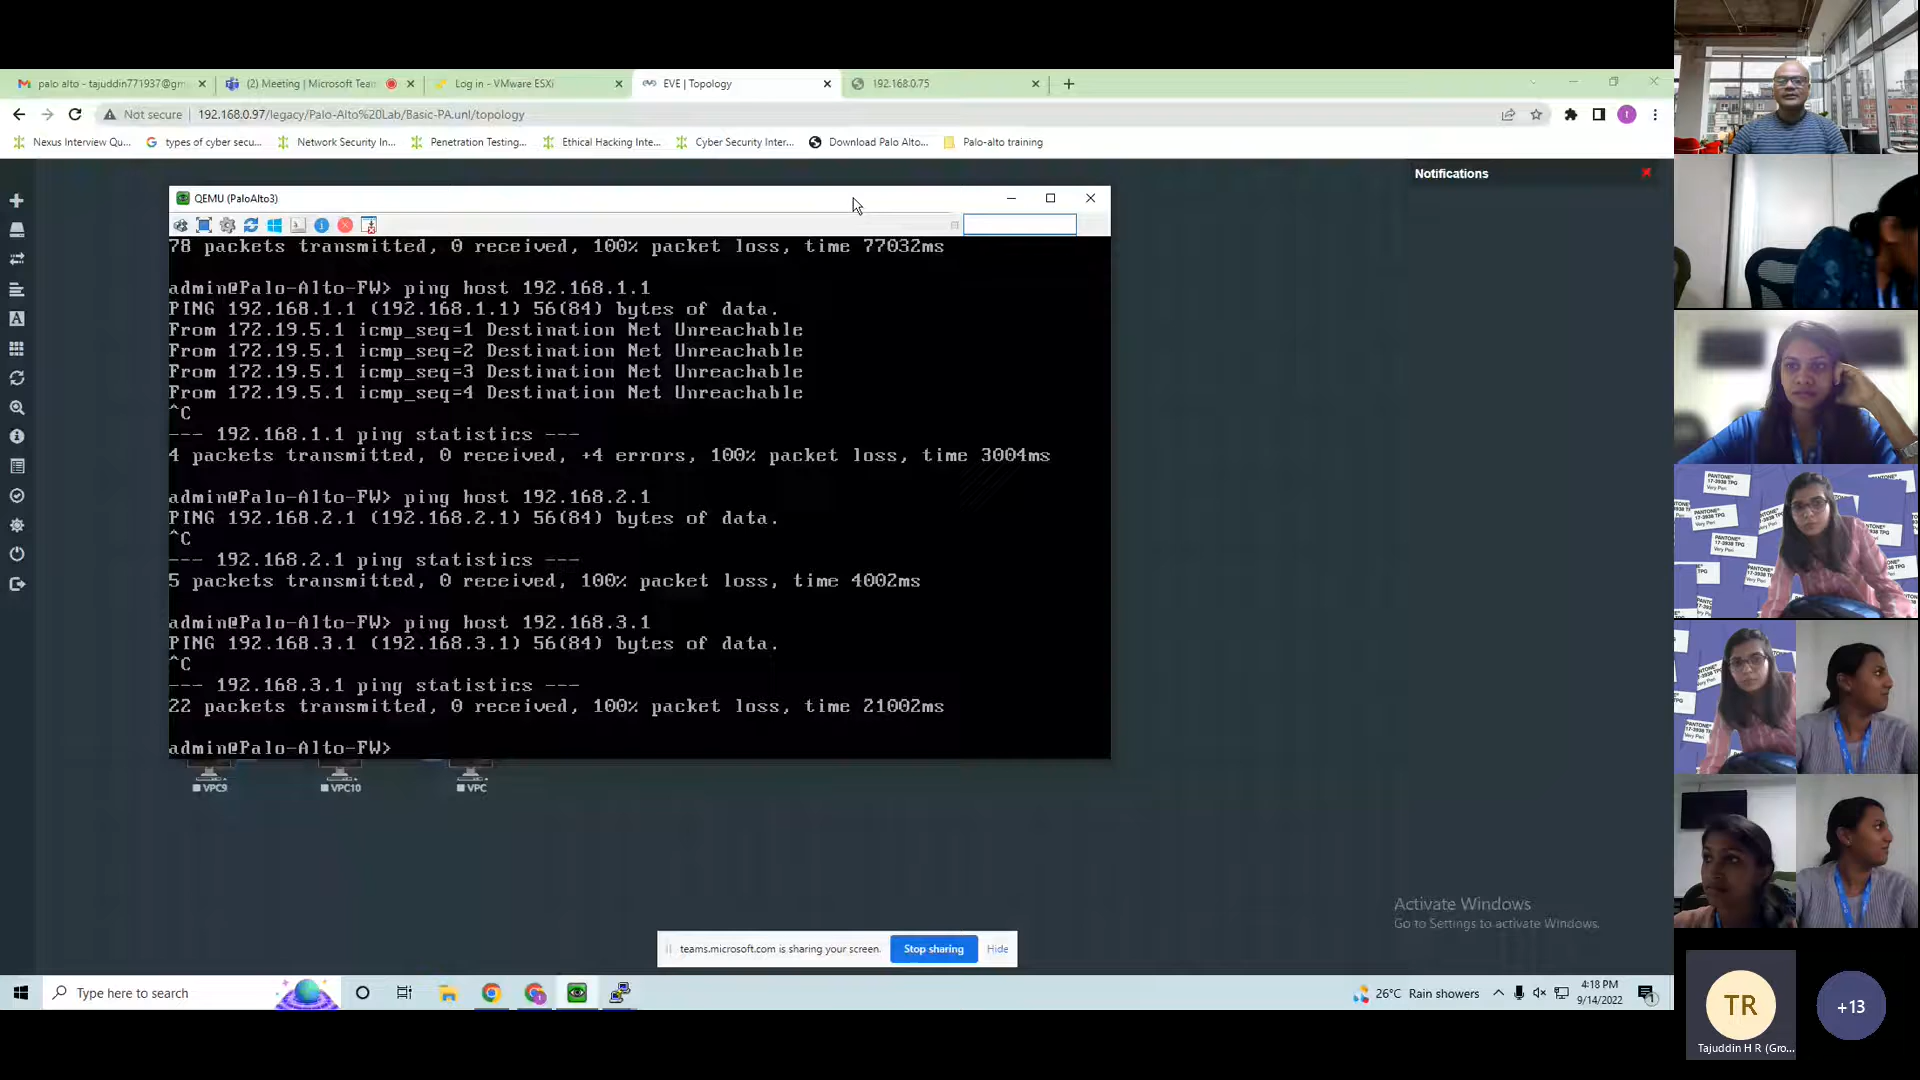 palo alto - tajuddin771937@gm
(2) Meeting | Microsoft Team
Log in - VMware ESXi
EVE | Topology
192.168.0.75
Not secure
192.168.0.97/legacy/Palo-Alto%20Lab/Basic-PA.unl/topology
Nexus Interview Qu...
types of cyber secu...
Network Security In...
Penetration Testing...
Ethical Hacking Inte...
Cyber Security Inter...
Download Palo Alto...
Palo-alto training
Notifications
QEMU (PaloAlto3)
78 packets transmitted, 0 received, 100% packet loss, time 77032ms
admin@Palo-Alto-FW> ping host 192.168.1.1
PING 192.168.1.1 (192.168.1.1) 56(84) bytes of data.
From 172.19.5.1 icmp_seq=1 Destination Net Unreachable
From 172.19.5.1 icmp_seq=2 Destination Net Unreachable
From 172.19.5.1 icmp_seq=3 Destination Net Unreachable
From 172.19.5.1 icmp_seq=4 Destination Net Unreachable
^C
--- 192.168.1.1 ping statistics ---
4 packets transmitted, 0 received, +4 errors, 100% packet loss, time 3004ms
admin@Palo-Alto-FW> ping host 192.168.2.1
PING 192.168.2.1 (192.168.2.1) 56(84) bytes of data.
^C
--- 192.168.2.1 ping statistics ---
5 packets transmitted, 0 received, 100% packet loss, time 4002ms
admin@Palo-Alto-FW> ping host 192.168.3.1
PING 192.168.3.1 (192.168.3.1) 56(84) bytes of data.
^C
--- 192.168.3.1 ping statistics ---
22 packets transmitted, 0 received, 100% packet loss, time 21002ms
admin@Palo-Alto-FW>
VPC9
VPC10
VPC
Activate Windows
Go to Settings to activate Windows.
teams.microsoft.com is sharing your screen.
Stop sharing
Hide
Type here to search
26°C Rain showers
4:18 PM
9/14/2022
1
PANTONE®
17-3938 TPG
Very Peri
TR
Tajuddin H R (Gro...
+13